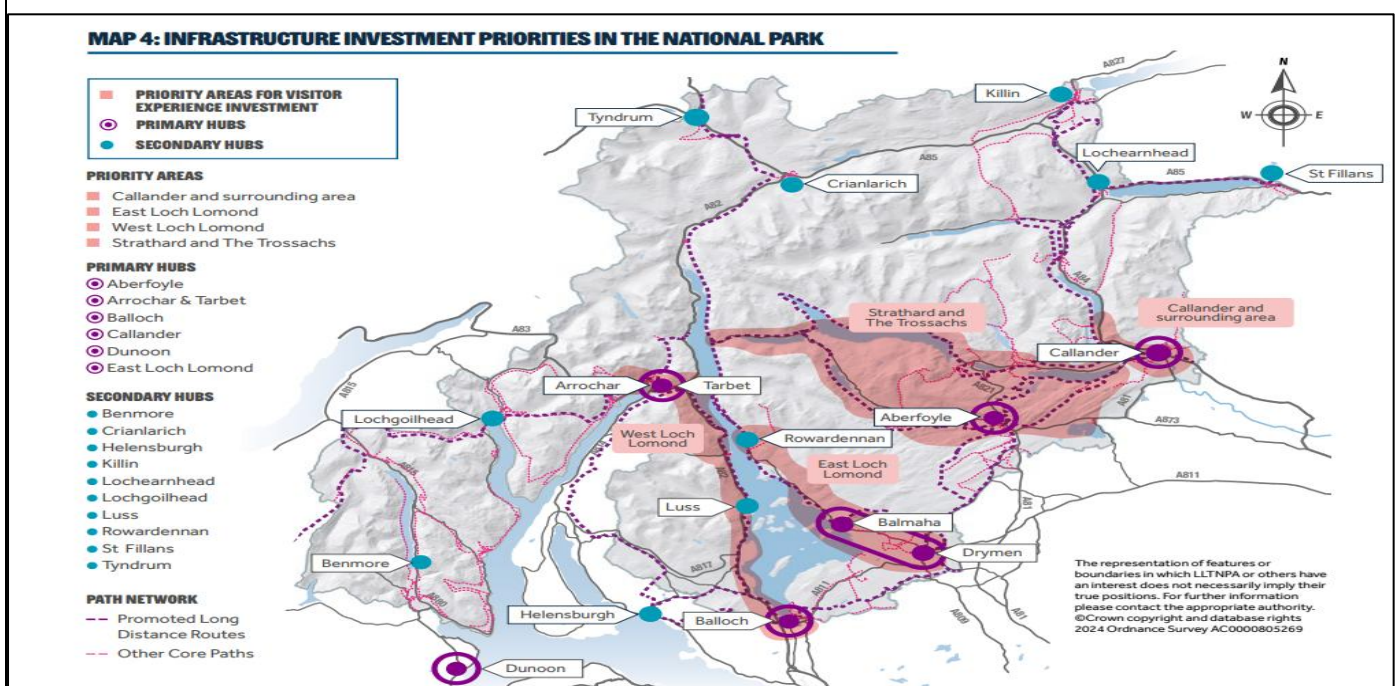 MAP 4: INFRASTRUCTURE INVESTMENT PRIORITIES IN THE NATIONAL PARK
PRIORITY AREAS FOR VISITOR
EXPERIENCE INVESTMENT
PRIMARY HUBS
SECONDARY HUBS
PRIORITY AREAS
Callander and surrounding area
East Loch Lomond
West Loch Lomond
Strathard and The Trossachs
PRIMARY HUBS
Aberfoyle
Arrochar & Tarbet
Balloch
Callander
Dunoon
East Loch Lomond
SECONDARY HUBS
Benmore
Crianlarich
Helensburgh
Killin
Lochearnhead
Lochgoilhead
Luss
Rowardennan
St Fillans
Tyndrum
PATH NETWORK
Promoted Long
Distance Routes
Other Core Paths
A827
N
W
E
S
Killin
Tyndrum
Lochearnhead
A85
A85
St Fillans
Crianlarich
A82
A84
Strathard and
The Trossachs
Callander and
surrounding area
A83
Callander
A815
Arrochar
Tarbet
A821
A81
Lochgoilhead
Aberfoyle
A873
West Loch
Lomond
Rowardennan
East Loch
Lomond
A82
A811
Luss
A81
Balmaha
Drymen
Benmore
A817
A811
A880
Helensburgh
Balloch
A809
A81
Dunoon
The representation of features or
boundaries in which LLTNPA or others have
an interest does not necessarily imply their
true positions. For further information
please contact the appropriate authority.
©Crown copyright and database rights
2024 Ordnance Survey AC0000805269